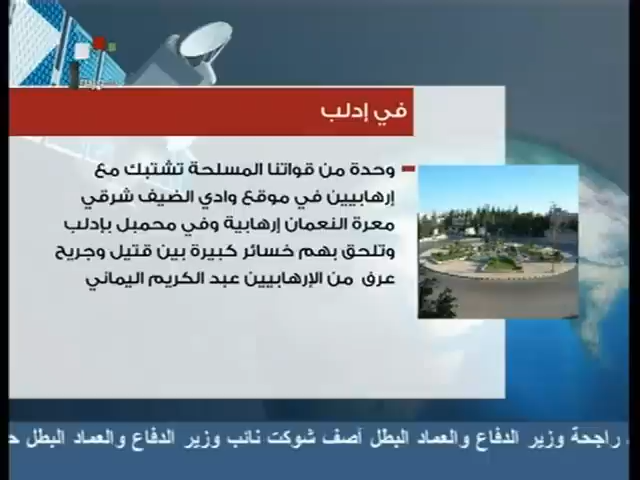 في إدلب
وحدة من قواتنا المسلحة تشتبك مع
إرهابيين في موقع وادي الضيف شرقي
معرة النعمان إرهابية وفي محمبل بإدلب
وتلحق بهم خسائر كبيرة بين قتيل وجريح
عرف من الإرهابيين عبد الكريم اليماني
راجحة وزير الدفاع والعماد البطل آصف شوكت نائب وزير الدفاع والعماد البطل